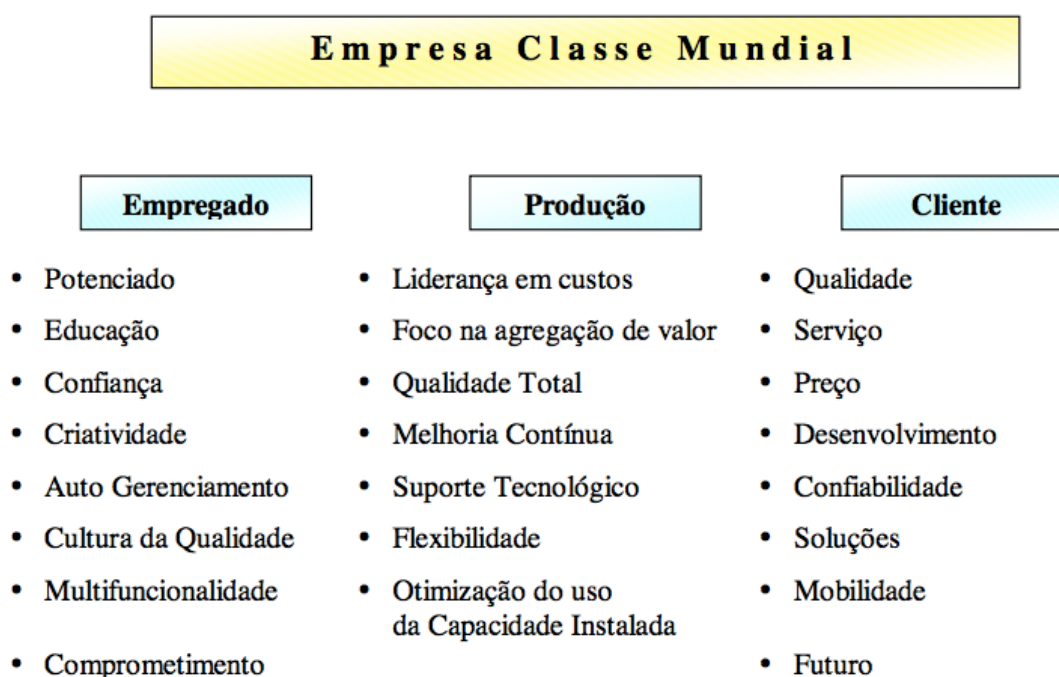 Empresa Classe Mundial
Empregado
• Potenciado
• Educação
• Confiança
• Criatividade
• Auto Gerenciamento
• Cultura da Qualidade
• Multifuncionalidade
• Comprometimento
Produção
• Liderança em custos
• Foco na agregação de valor
• Qualidade Total
• Melhoria Contínua
• Suporte Tecnológico
• Flexibilidade
• Otimização do uso
da Capacidade Instalada
Cliente
• Qualidade
• Serviço
• Preço
• Desenvolvimento
• Confiabilidade
• Soluções
• Mobilidade
• Futuro